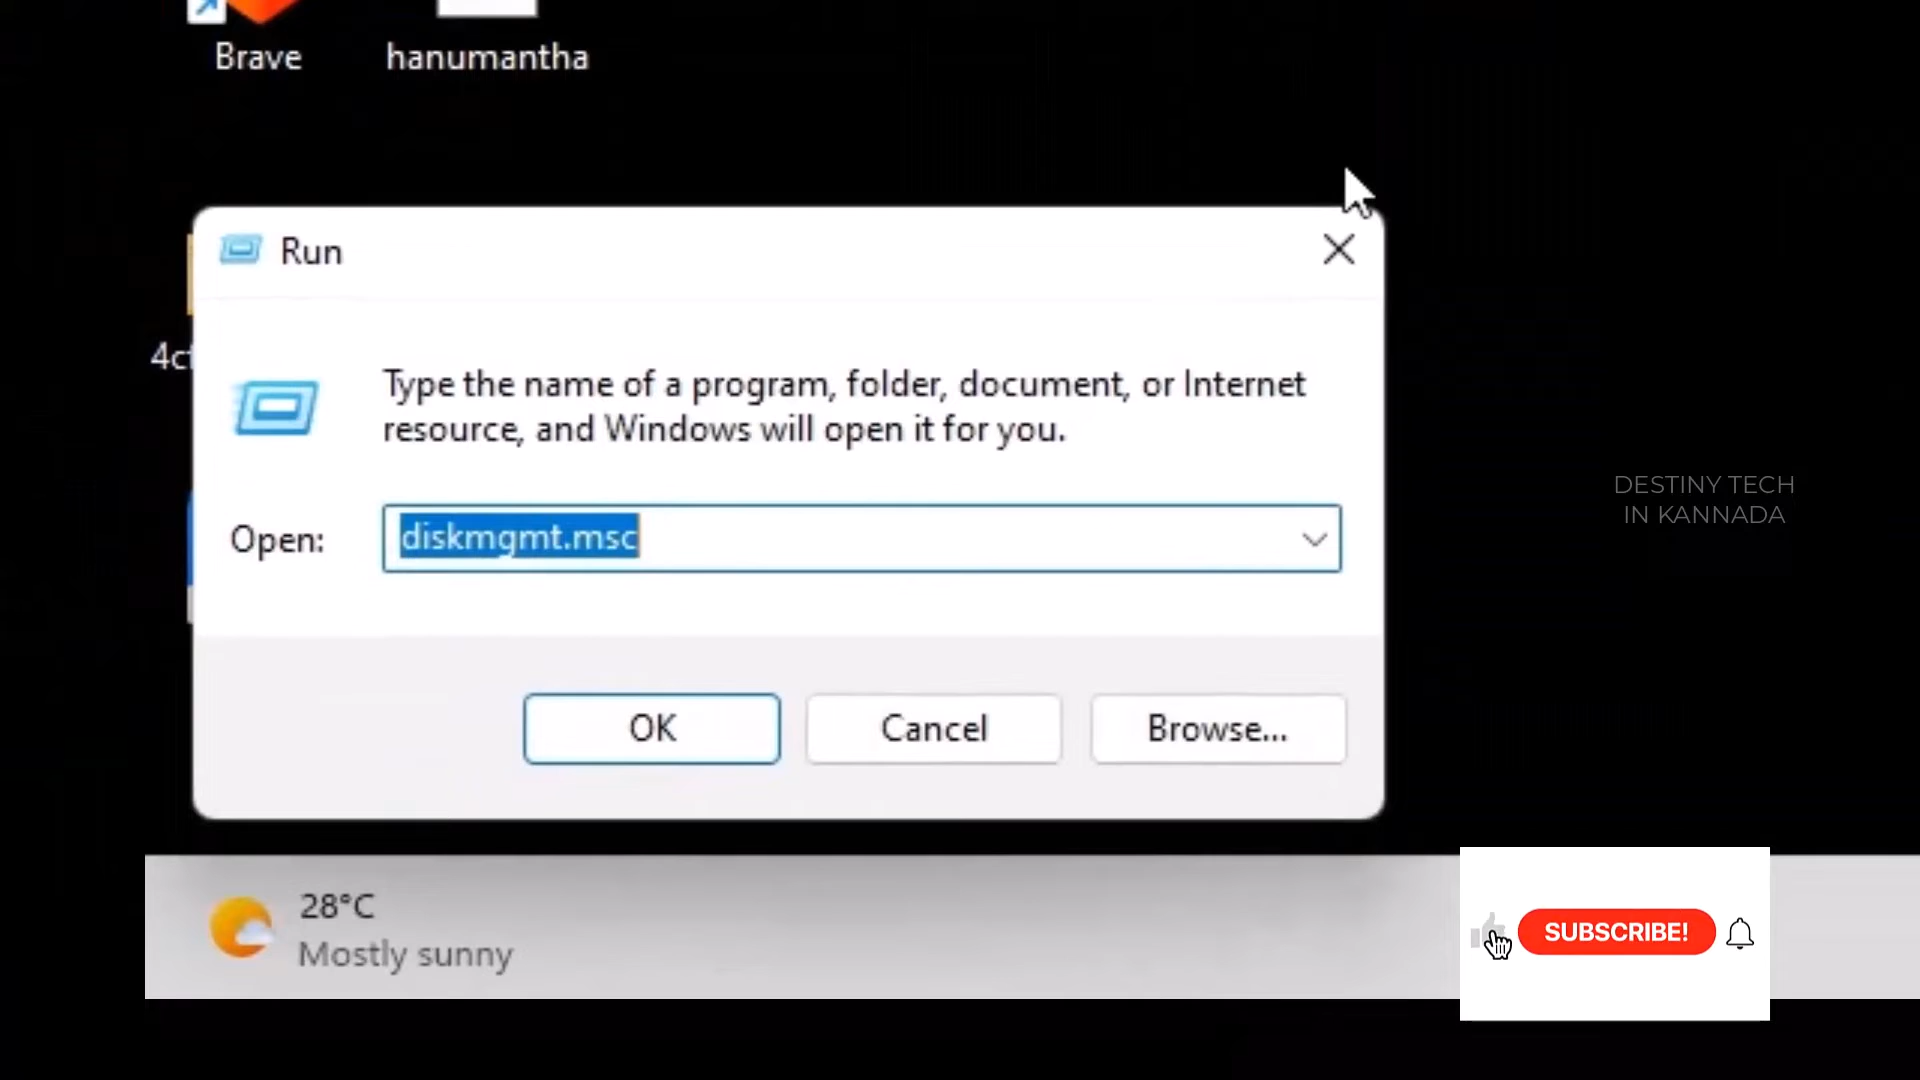 Brave
hanumantha
Run
4cf
Type the name of a program, folder, document, or Internet
resource, and Windows will open it for you.
Open:
diskmgmt.msc
OK
Cancel
Browse...
DESTINY TECH
IN KANNADA
28°C
Mostly sunny
SUBSCRIBE!